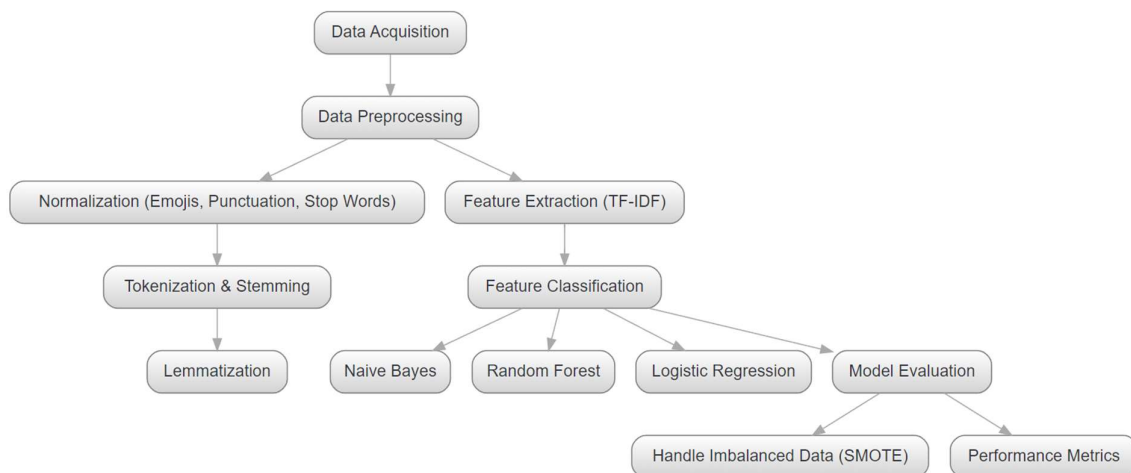 Data Acquisition
Data Preprocessing
Normalization (Emojis, Punctuation, Stop Words)
Feature Extraction (TF-IDF)
Tokenization & Stemming
Feature Classification
Lemmatization
Naive Bayes
Random Forest
Logistic Regression
Model Evaluation
Handle Imbalanced Data (SMOTE)
Performance Metrics